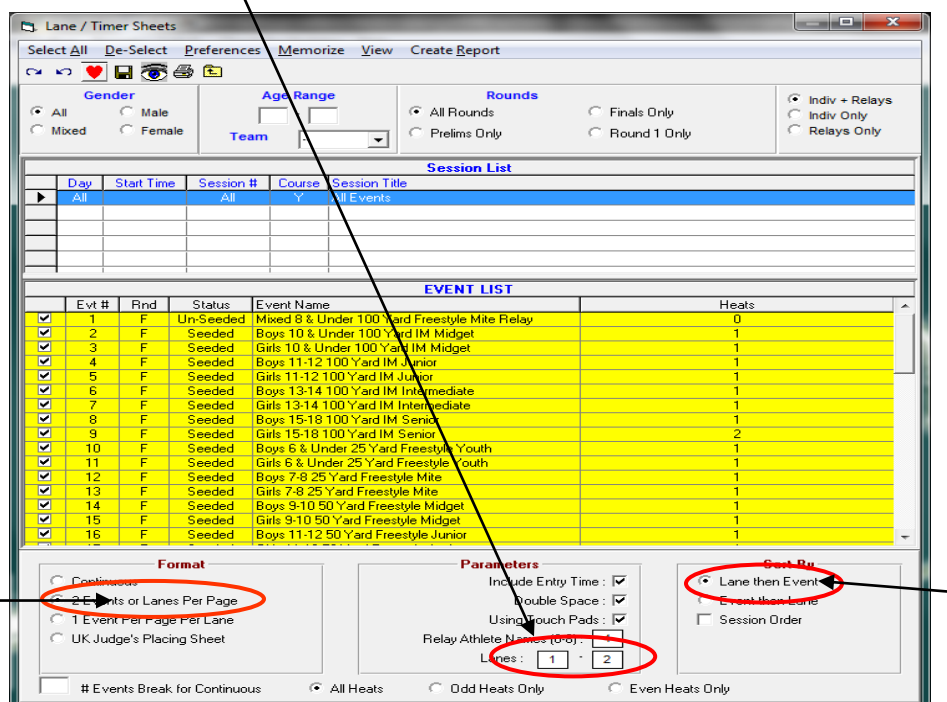 Lane / Timer Sheets
Select All De-Select Preferences Memorize View Create Report
Gender Age Range Rounds
All Male All Rounds Finals Only Indiv + Relays
Mixed Female Team - Prelims Only Round 1 Only Indiv Only
Relays Only
Session List
Day Start Time Session # Course Session Title
All All Y All Events
EVENT LIST
Evt # Rnd Status Event Name Heats
1 F Un-Seeded Mixed 8 & Under 100 Yard Freestyle Mite Relay 0
2 F Seeded Boys 10 & Under 100 Yard IM Midget 1
3 F Seeded Girls 10 & Under 100 Yard IM Midget 1
4 F Seeded Boys 11-12 100 Yard IM Junior 1
5 F Seeded Girls 11-12 100 Yard IM Junior 1
6 F Seeded Boys 13-14 100 Yard IM Intermediate 1
7 F Seeded Girls 13-14 100 Yard IM Intermediate 1
8 F Seeded Boys 15-18 100 Yard IM Senior 1
9 F Seeded Girls 15-18 100 Yard IM Senior 2
10 F Seeded Boys 6 & Under 25 Yard Freestyle Youth 1
11 F Seeded Girls 6 & Under 25 Yard Freestyle Youth 1
12 F Seeded Boys 7-8 25 Yard Freestyle Mite 1
13 F Seeded Girls 7-8 25 Yard Freestyle Mite 1
14 F Seeded Boys 9-10 50 Yard Freestyle Midget 1
15 F Seeded Girls 9-10 50 Yard Freestyle Midget 1
16 F Seeded Boys 11-12 50 Yard Freestyle Junior 1
Format Parameters Sort By
Continuous Include Entry Time : Lane then Event
2 Events or Lanes Per Page Double Space : Event then Lane
1 Event Per Page Per Lane Using Touch Pads : Session Order
UK Judge's Placing Sheet Relay Athlete Names (0-8) :
Lanes : 1 - 2
# Events Break for Continuous All Heats Odd Heats Only Even Heats Only